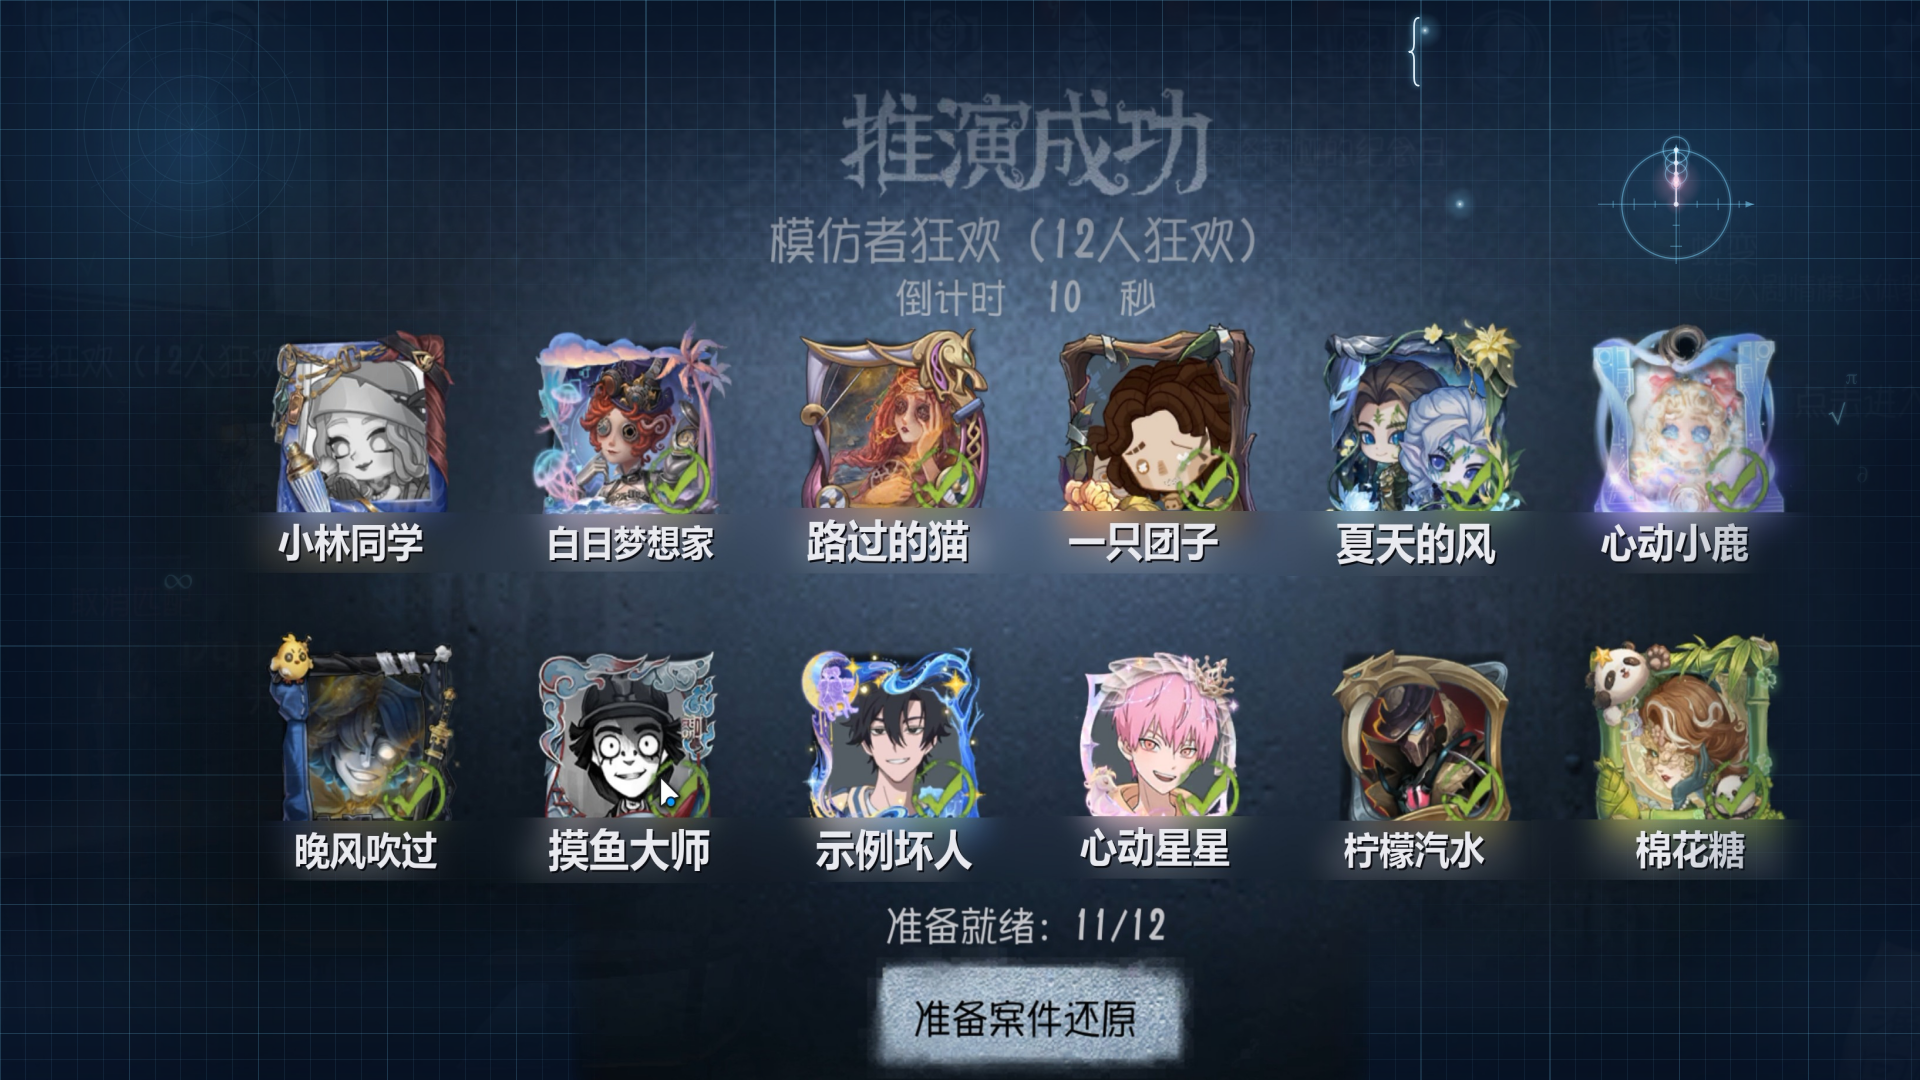 推演成功
模仿者狂欢（12人狂欢）
倒计时 10 秒
小林同学 白日梦想家 路过的猫 一只团子 夏天的风 心动小鹿
晚风吹过 摸鱼大师 示例坏人 心动星星 柠檬汽水 棉花糖
准备就绪：11/12
准备案件还原